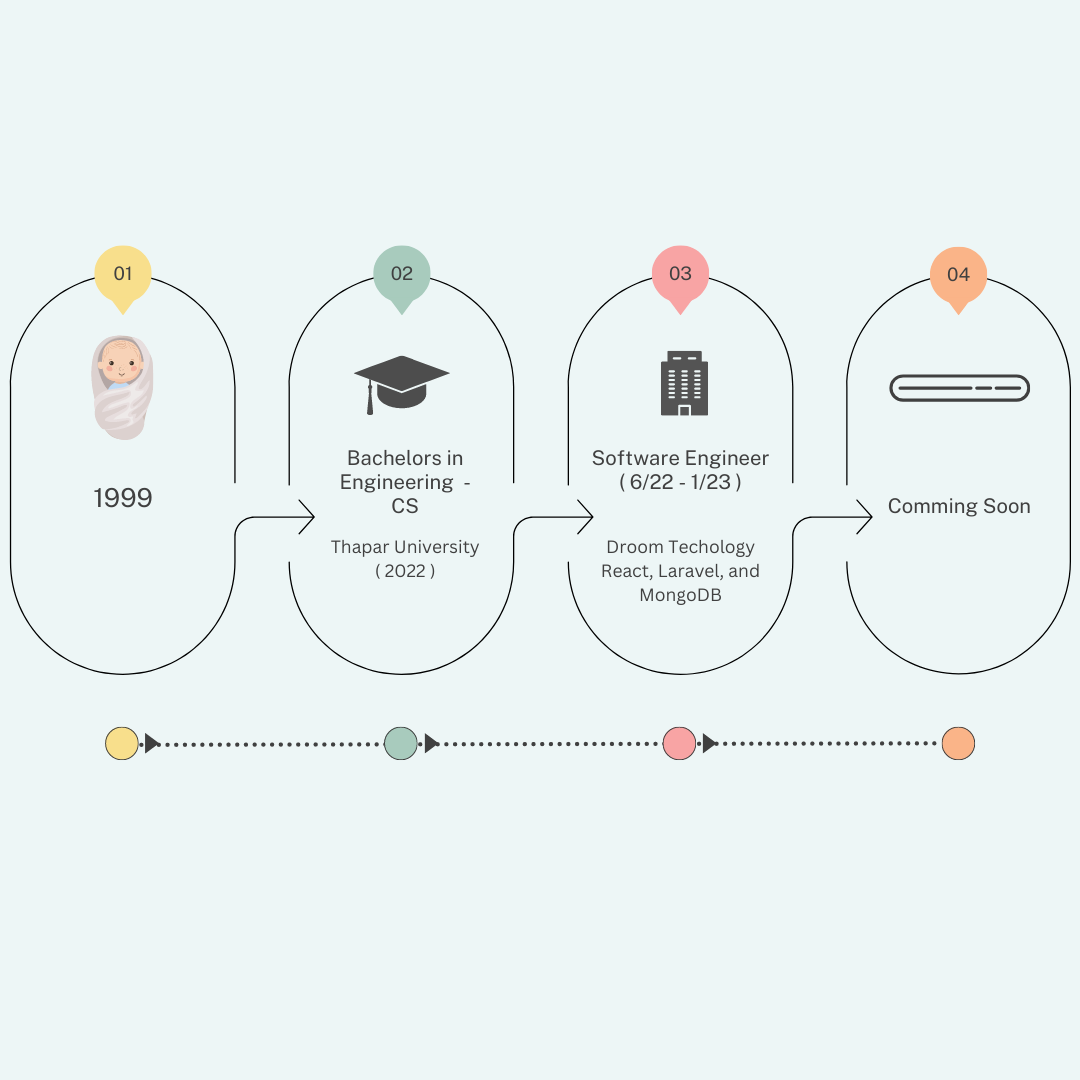 01
1999
02
Bachelors in
Engineering  -
CS
Thapar University
( 2022 )
03
Software Engineer
( 6/22 - 1/23 )
Droom Techology
React, Laravel, and
MongoDB
04
Comming Soon